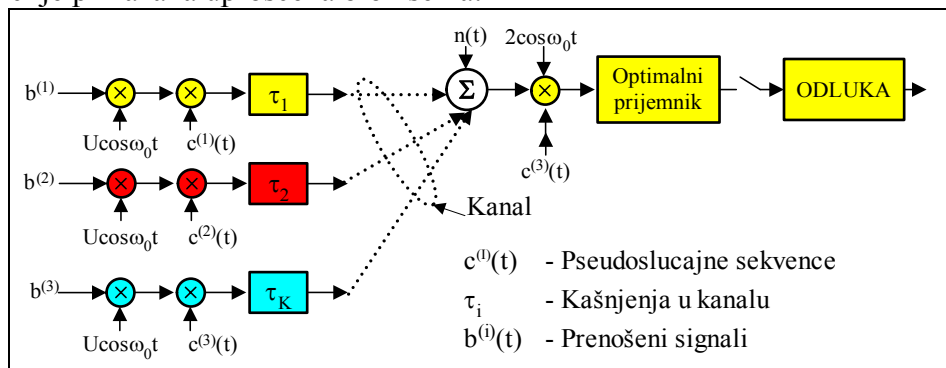 n(t)
2cosω₀t
b⁽¹⁾
×
×
τ₁
Σ
×
Optimalni
prijemnik
ODLUKA
Ucosω₀t
c⁽¹⁾(t)
c⁽³⁾(t)
b⁽²⁾
×
×
τ₂
Kanal
Ucosω₀t
c⁽²⁾(t)
c⁽ᴵ⁾(t) - Pseudoslucajne sekvence
b⁽³⁾
×
×
τ_K
τᵢ - Kašnjenja u kanalu
Ucosω₀t
c⁽³⁾(t)
b⁽ⁱ⁾(t) - Prenošeni signali